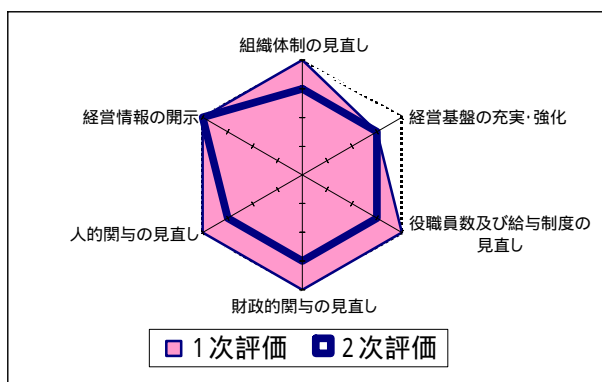 組織体制の見直し
経営情報の開示
経営基盤の充実･強化
人的関与の見直し
役職員数及び給与制度の
見直し
財政的関与の見直し
1次評価 2次評価